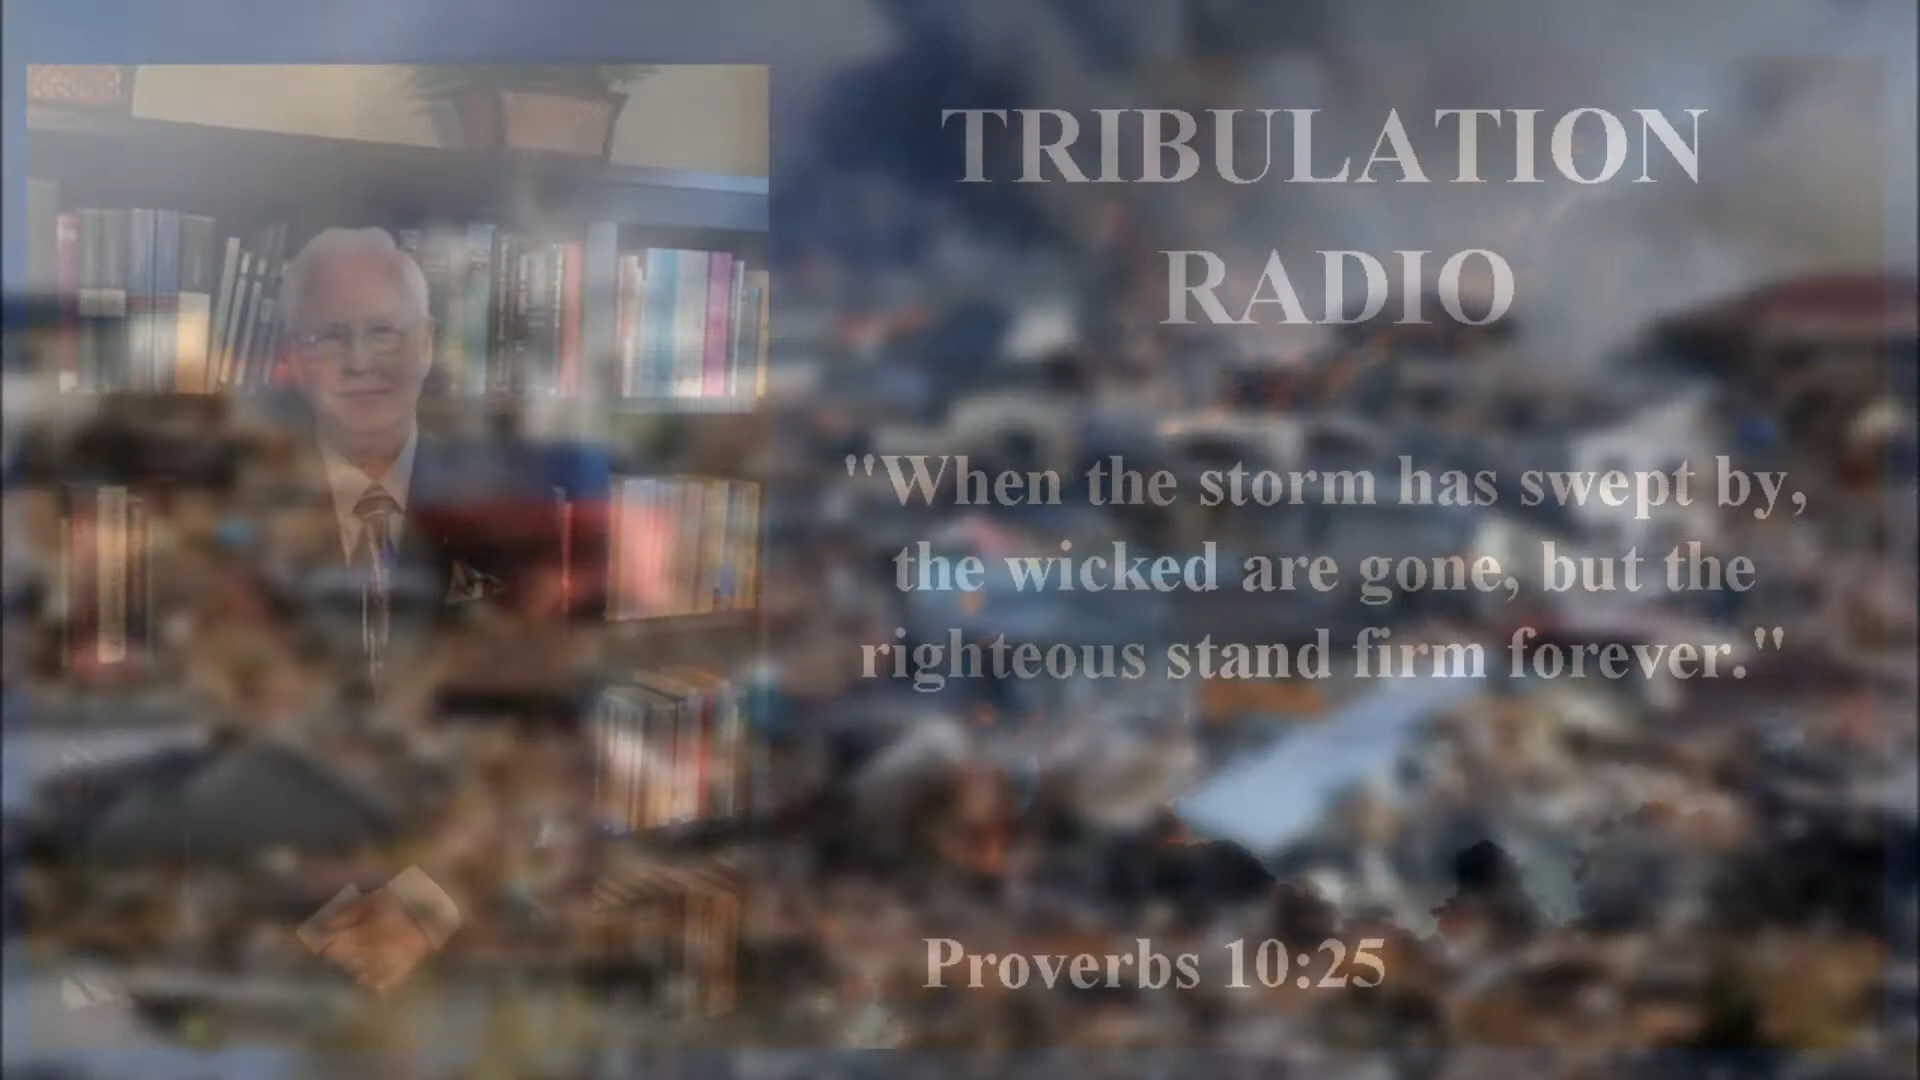 TRIBULATION
RADIO
"When the storm has swept by,
the wicked are gone, but the
righteous stand firm forever."
Proverbs 10:25